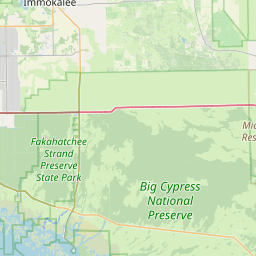 Immokalee
Fakahatchee
Strand
Preserve
State Park
Big Cypress
National
Preserve